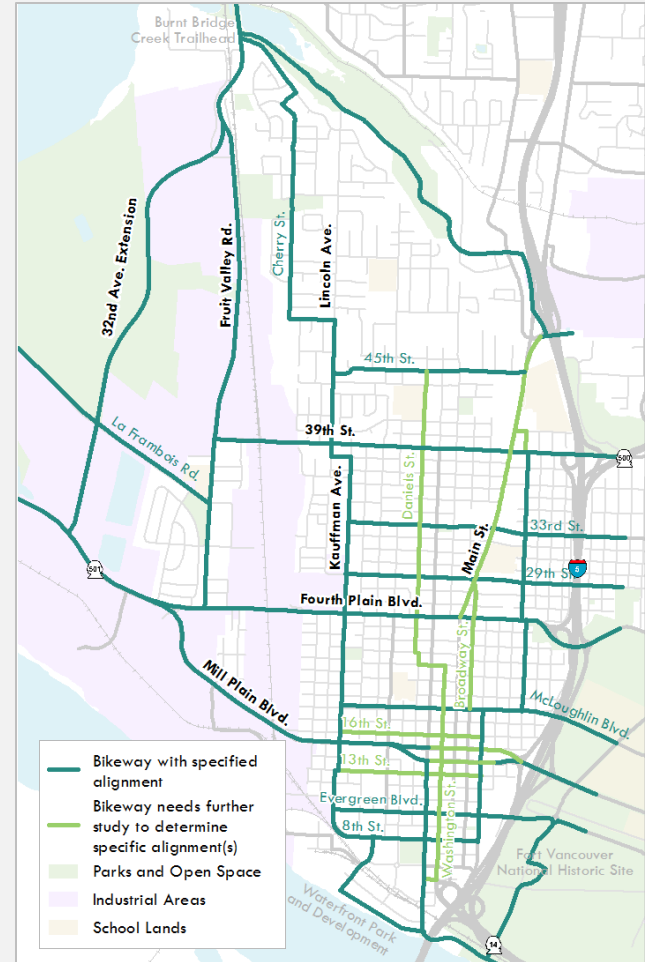 Burnt Bridge
Creek Trailhead
32nd Ave. Extension
Fruit Valley Rd.
Cherry St.
Lincoln Ave.
45th St.
La Frambois Rd.
39th St.
500
Daniels St.
Kauffman Ave.
Main St.
33rd St.
501
5
29th St.
Fourth Plain Blvd.
Broadway St.
Mill Plain Blvd.
McLoughlin Blvd.
16th St.
13th St.
Evergreen Blvd.
8th St.
Washington St.
Fort Vancouver
National Historic Site
Waterfront Park
and Development
14
Bikeway with specified
alignment
Bikeway needs further
study to determine
specific alignment(s)
Parks and Open Space
Industrial Areas
School Lands